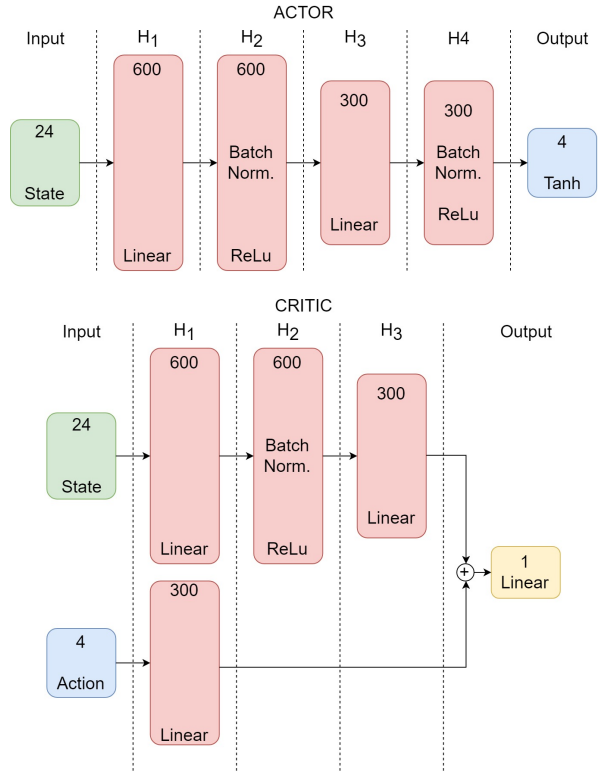 ACTOR
Input H1 H2 H3 H4 Output
24
State
600
Linear
600
Batch
Norm.
ReLu
300
Linear
300
Batch
Norm.
ReLu
4
Tanh
CRITIC
Input H1 H2 H3 Output
24
State
600
Linear
600
Batch
Norm.
ReLu
300
Linear
4
Action
300
Linear
+
1
Linear